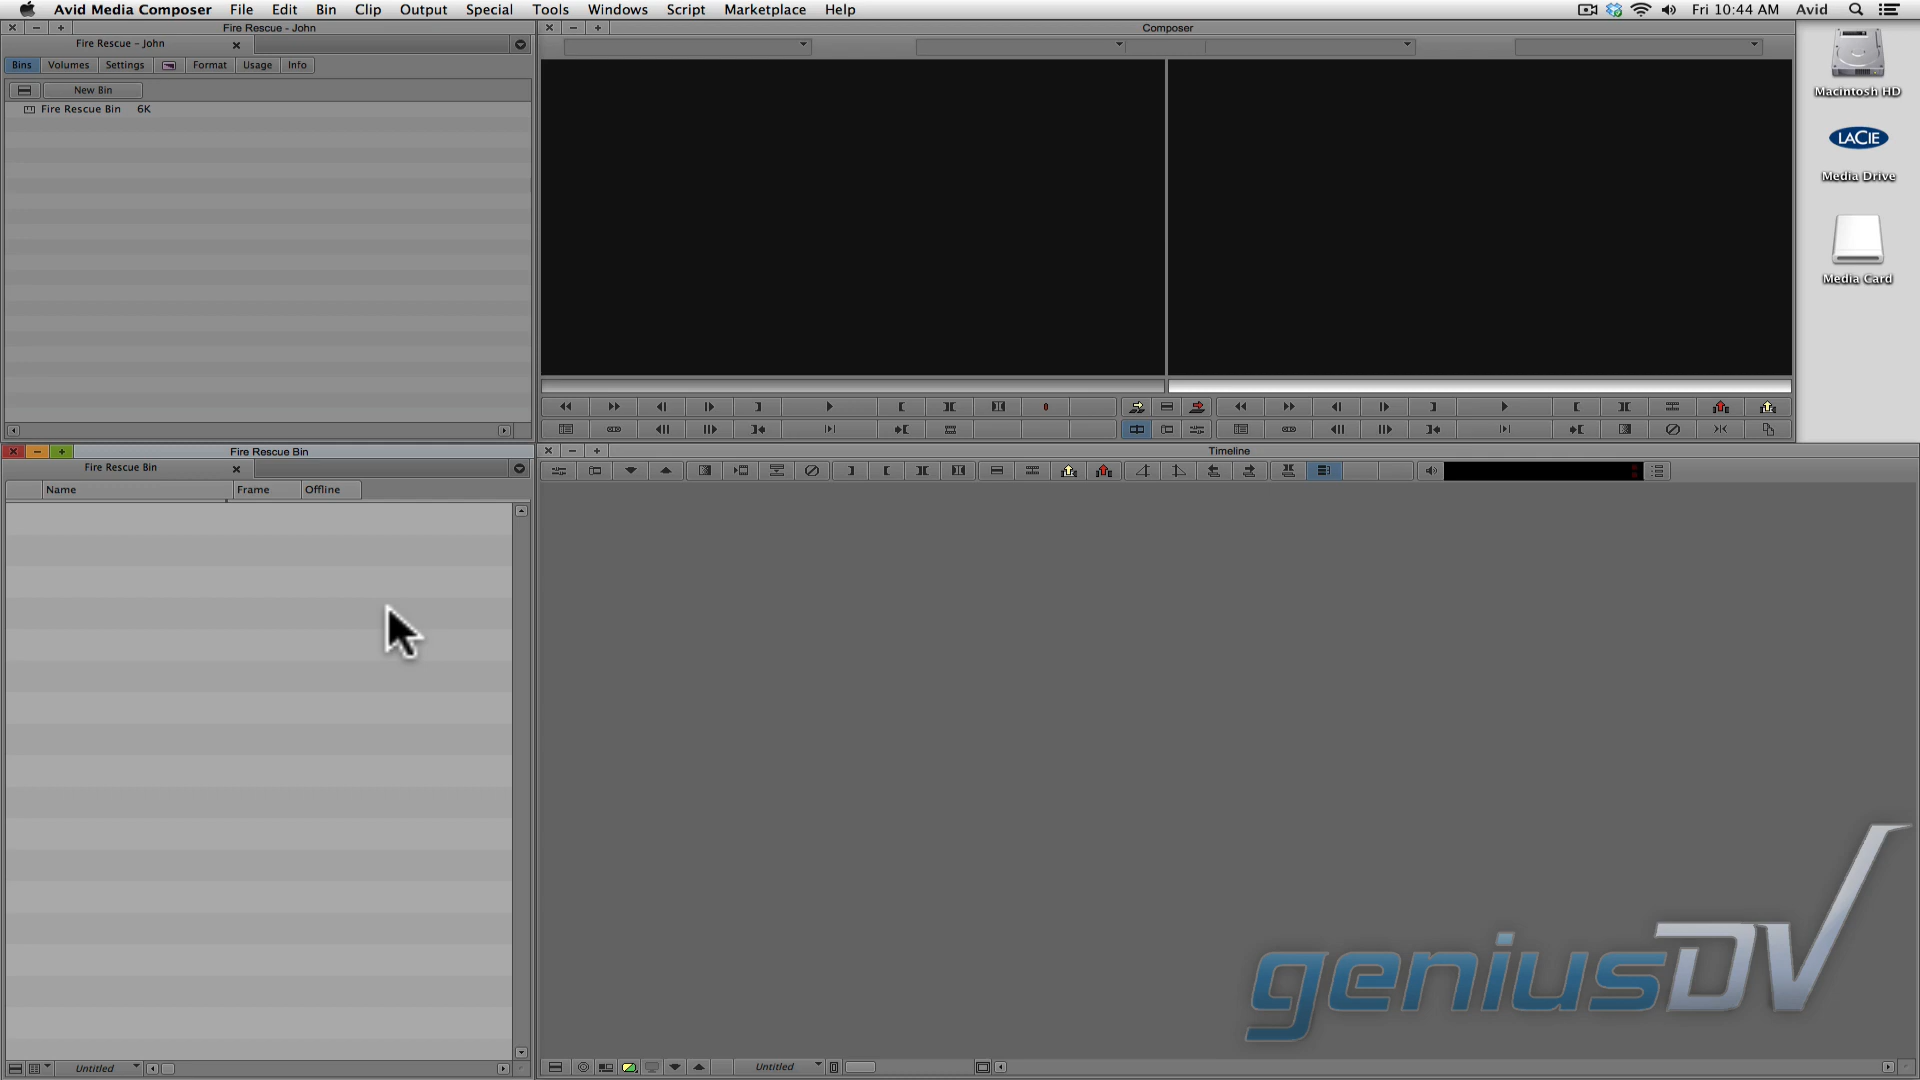 Avid Media Composer File Edit Bin Clip Output Special Tools Windows Script Marketplace Help Fri 10:44 AM Avid
Fire Rescue - John
Fire Rescue - John
Bins Volumes Settings Format Usage Info
New Bin
Fire Rescue Bin 6K
Composer
Macintosh HD
LACIE
Media Drive
Media Card
Fire Rescue Bin
Fire Rescue Bin
Name Frame Offline
Untitled
Timeline
Untitled
geniusDV